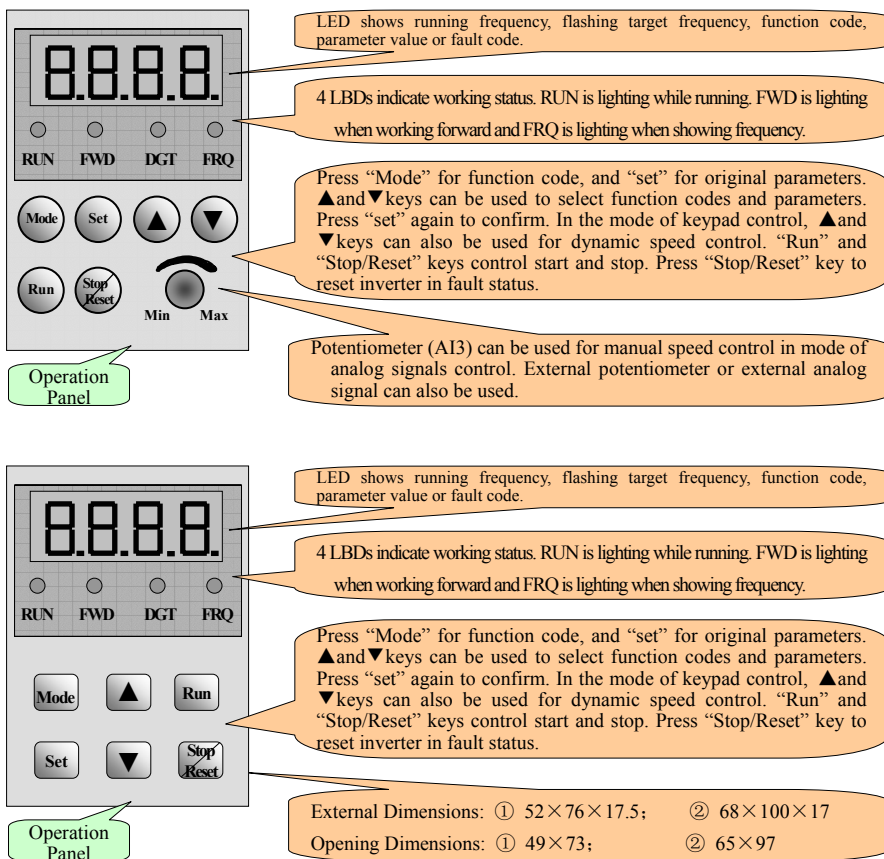 LED shows running frequency, flashing target frequency, function code,
parameter value or fault code.
8.8.8.8.
4 LBDs indicate working status. RUN is lighting while running. FWD is lighting
when working forward and FRQ is lighting when showing frequency.
RUN FWD DGT FRQ
Press “Mode” for function code, and “set” for original parameters.
▲and▼keys can be used to select function codes and parameters.
Press “set” again to confirm. In the mode of keypad control, ▲and
▼keys can also be used for dynamic speed control. “Run” and
“Stop/Reset” keys control start and stop. Press “Stop/Reset” key to
reset inverter in fault status.
Mode Set ▲ ▼
Run Stop Reset
Min Max
Potentiometer (AI3) can be used for manual speed control in mode of
analog signals control. External potentiometer or external analog
signal can also be used.
Operation
Panel
LED shows running frequency, flashing target frequency, function code,
parameter value or fault code.
8.8.8.8.
4 LBDs indicate working status. RUN is lighting while running. FWD is lighting
when working forward and FRQ is lighting when showing frequency.
RUN FWD DGT FRQ
Press “Mode” for function code, and “set” for original parameters.
▲and▼keys can be used to select function codes and parameters.
Press “set” again to confirm. In the mode of keypad control, ▲and
▼keys can also be used for dynamic speed control. “Run” and
“Stop/Reset” keys control start and stop. Press “Stop/Reset” key to
reset inverter in fault status.
Mode ▲ Run
Set ▼ Stop Reset
External Dimensions: ① 52×76×17.5; ② 68×100×17
Opening Dimensions: ① 49×73; ② 65×97
Operation
Panel